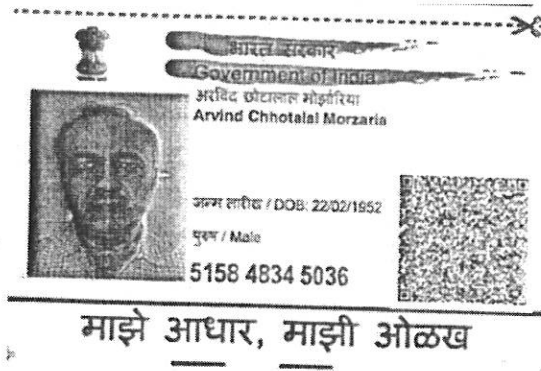 भारत सरकार
Government of India
अरविंद छोटालाल मोर्झारिया
Arvind Chhotalal Morzaria
जन्म तारीख / DOB: 22/02/1952
पुरुष / Male
5158 4834 5036
माझे आधार, माझी ओळख